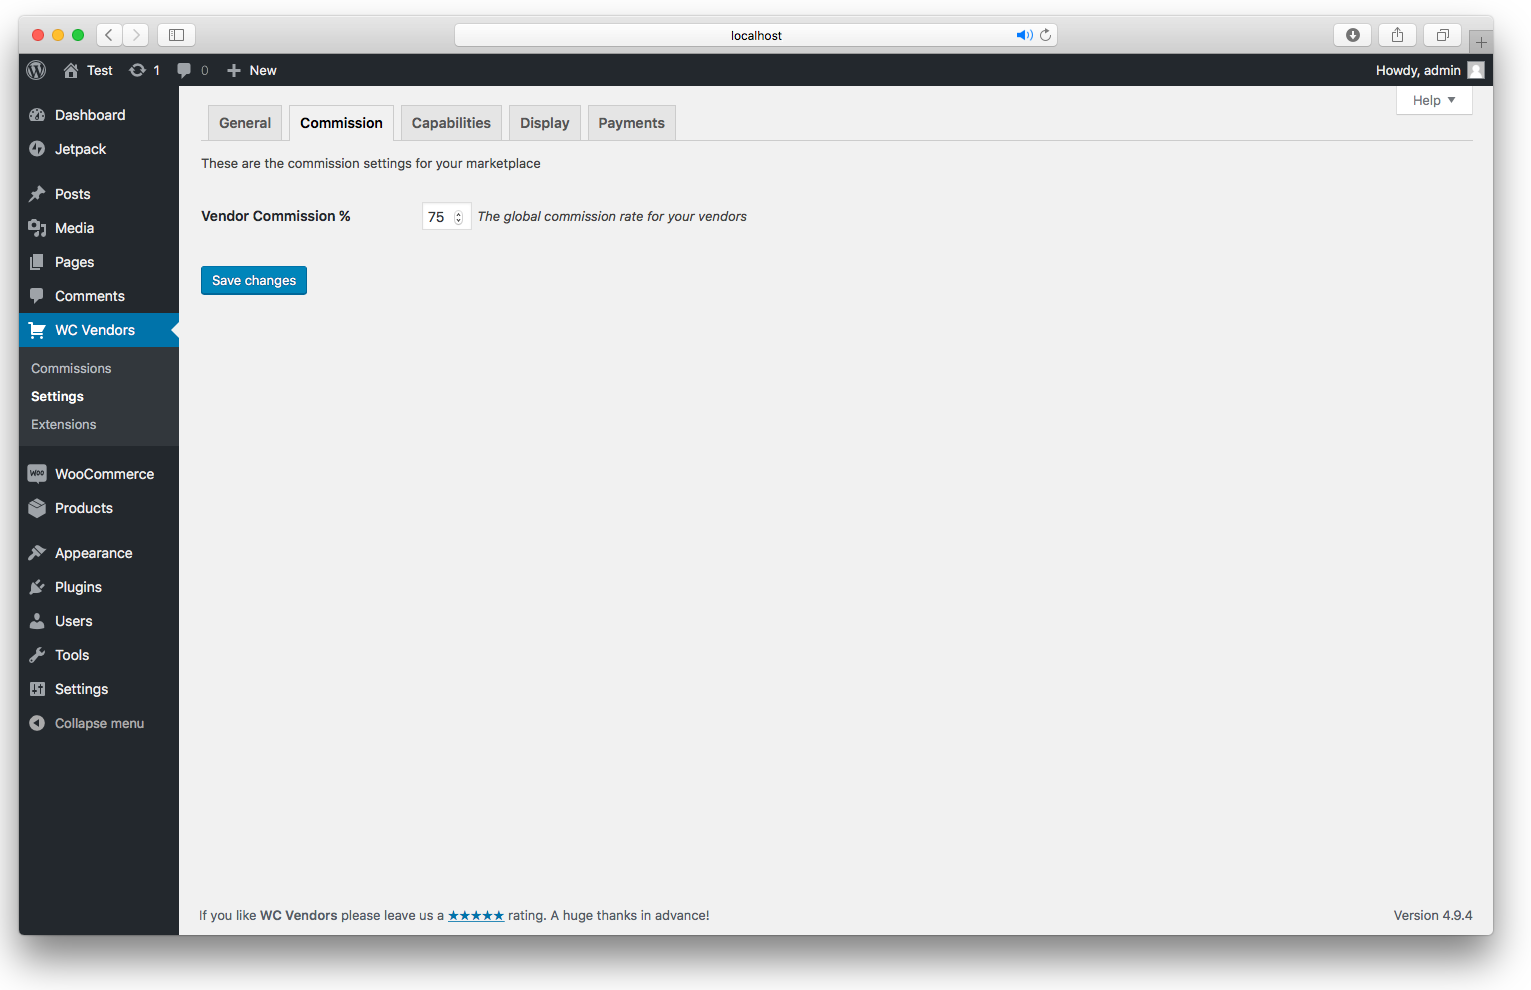 localhost
Test 1 0 New Howdy, admin
Help ▼
Dashboard
Jetpack
Posts
Media
Pages
Comments
WC Vendors
Commissions
Settings
Extensions
WOO WooCommerce
Products
Appearance
Plugins
Users
Tools
Settings
Collapse menu
General Commission Capabilities Display Payments
These are the commission settings for your marketplace
Vendor Commission % 75 The global commission rate for your vendors
Save changes
If you like WC Vendors please leave us a ★★★★★ rating. A huge thanks in advance! Version 4.9.4